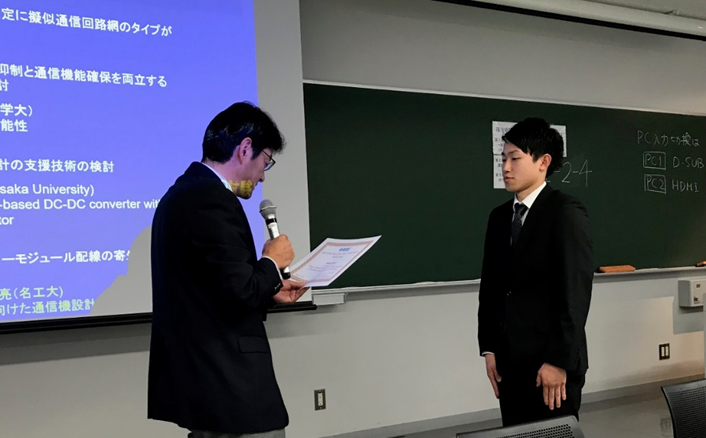 定に擬似通信回路網のタイプが
抑制と通信機能確保を両立する
討
学大)
能性
計の支援技術の検討
saka University)
-based DC-DC converter with
tor
ーモジュール配線の寄生
亮(名工大)
向けた通信機設計
2-4
PC入力切換は
PC1 D-SUB
PC2 HDMI